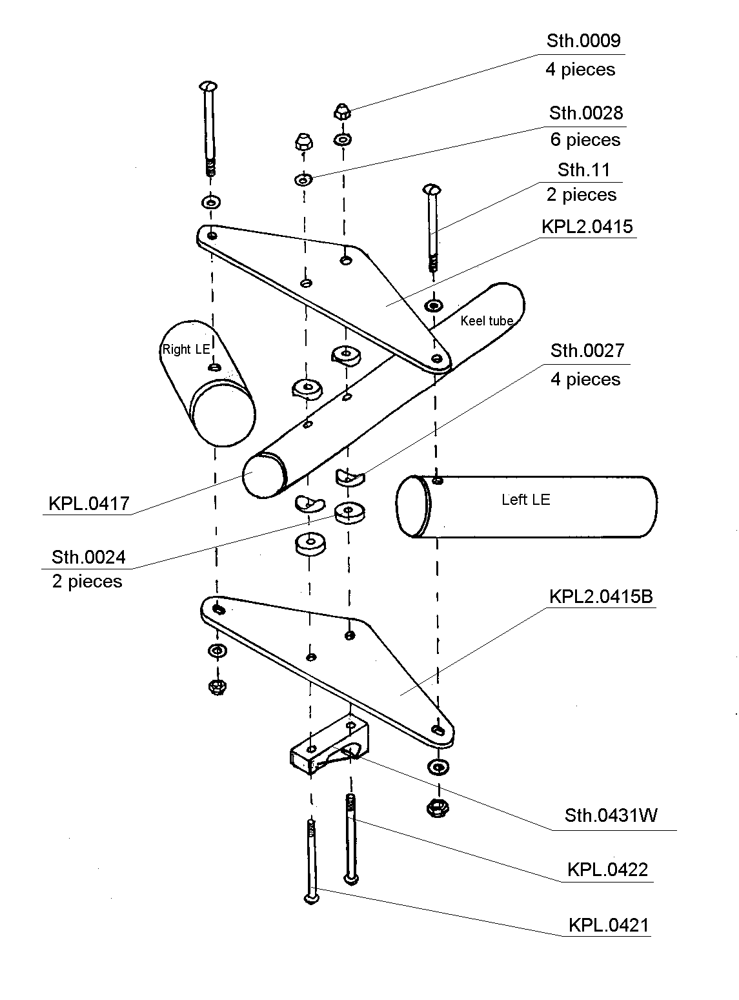 Sth.0009
4 pieces
Sth.0028
6 pieces
Sth.11
2 pieces
KPL2.0415
Keel tube
Right LE
Sth.0027
4 pieces
KPL.0417
Left LE
Sth.0024
2 pieces
KPL2.0415B
Sth.0431W
KPL.0422
KPL.0421